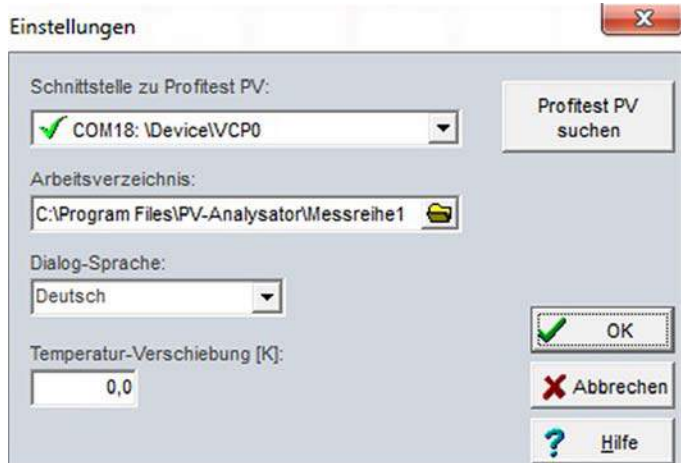 Einstellungen
Schnittstelle zu Profitest PV:
COM18: \Device\VCP0
Profitest PV
suchen
Arbeitsverzeichnis:
C:\Program Files\PV-Analysator\Messreihe1
Dialog-Sprache:
Deutsch
OK
Temperatur-Verschiebung [K]:
0,0
Abbrechen
Hilfe